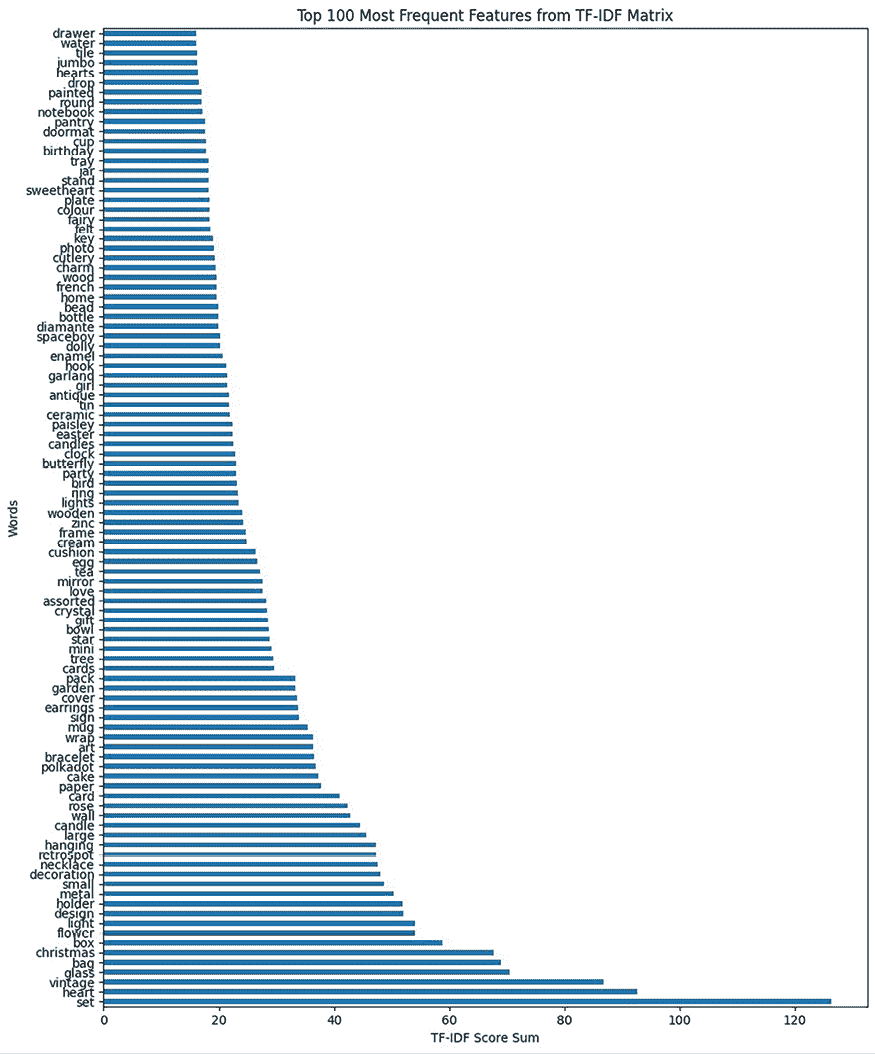 Top 100 Most Frequent Features from TF-IDF Matrix
drawer
water
tile
jumbo
hearts
drop
painted
round
notebook
pantry
doormat
cup
birthday
tray
jar
stand
sweetheart
plate
colour
fairy
felt
key
photo
cutlery
charm
wood
french
home
bead
bottle
diamante
spaceboy
dolly
enamel
hook
garland
girl
antique
tin
ceramic
paisley
easter
candles
clock
butterfly
party
bird
ring
lights
wooden
zinc
frame
cream
cushion
egg
tea
mirror
love
assorted
crystal
gift
bowl
star
mini
tree
cards
pack
garden
cover
earrings
sign
mug
wrap
art
bracelet
polkadot
cake
paper
card
rose
wall
candle
large
hanging
retrospot
necklace
decoration
small
metal
holder
design
light
flower
box
christmas
bag
glass
vintage
heart
set
Words
0 20 40 60 80 100 120
TF-IDF Score Sum